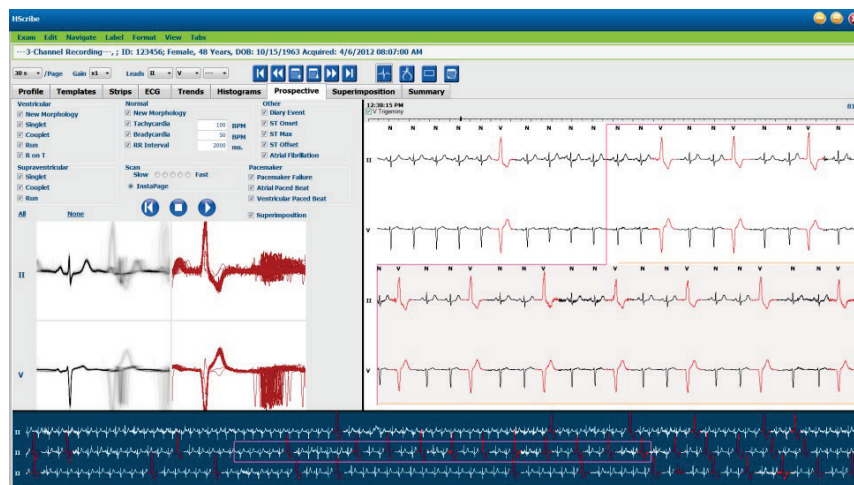 HScribe
Exam Edit Navigate Label Format View Tabs
---3-Channel Recording---, ; ID: 123456; Female, 48 Years, DOB: 10/15/1963 Acquired: 4/6/2012 08:07:00 AM
30 s /Page Gain x1 Leads II V ---
Profile Templates Strips ECG Trends Histograms Prospective Superimposition Summary
Ventricular Normal Other
New Morphology New Morphology Diary Event
Singlet Tachycardia 100 BPM ST Onset
Couplet Bradycardia 50 BPM ST Max
Run RR Interval 2000 ms. ST Offset
R on T Atrial Fibrillation
Supraventricular Scan Pacemaker
Singlet Slow Fast Pacemaker Failure
Couplet InstaPage Atrial Paced Beat
Run Ventricular Paced Beat
All None Superimposition
II
V
12:38:15 PM
V Trigeminy
N N N N N V N N N N N V N N V N N V N
II
V
N V N N V N N V N N V N N V N N V N N
II
V
II
II
II